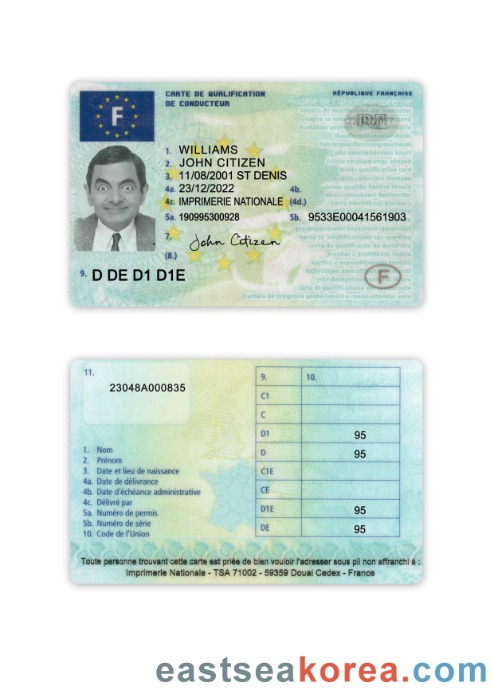 CARTE DE QUALIFICATION
DE CONDUCTEUR
RÉPUBLIQUE FRANÇAISE
modèle de l'Union européenne
F
1. WILLIAMS
2. JOHN CITIZEN
3. 11/08/2001 ST DENIS
4a. 23/12/2022 4b.
4c. IMPRIMERIE NATIONALE (4d.)
5a. 190995300928 5b. 9533E00041561903
7. John Citizen
(8.)
9. D DE D1 D1E
F
11.
23048A000835
9. 10.
C1
C
D1 95
D 95
C1E
CE
D1E 95
DE 95
1. Nom
2. Prénom
3. Date et lieu de naissance
4a. Date de délivrance
4b. Date d'échéance administrative
4c. Délivré par
5a. Numéro de permis
5b. Numéro de série
10. Code de l'Union
Toute personne trouvant cette carte est priée de bien vouloir l'adresser sous pli non affranchi à :
Imprimerie Nationale - TSA 71002 - 59359 Douai Cedex - France
eastseakorea.com